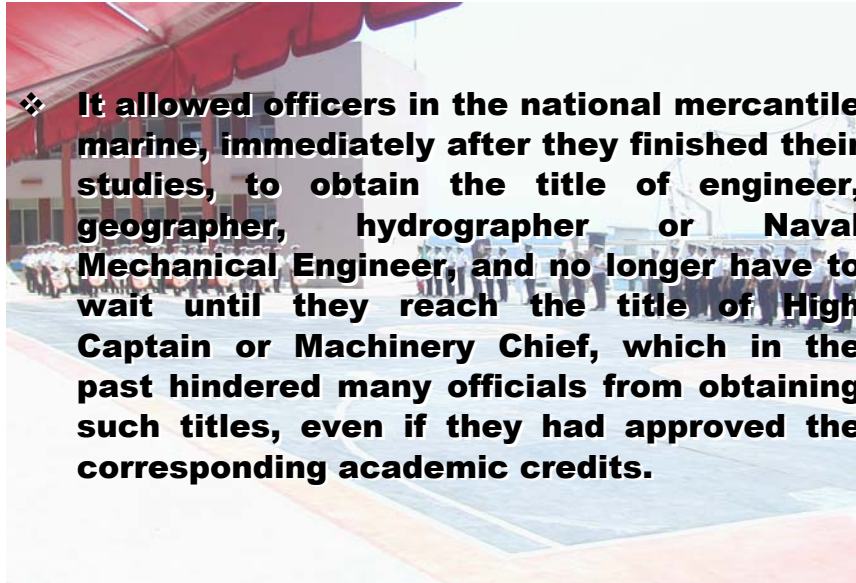 ❖ It allowed officers in the national mercantile
marine, immediately after they finished their
studies, to obtain the title of engineer,
geographer, hydrographer or Naval
Mechanical Engineer, and no longer have to
wait until they reach the title of High
Captain or Machinery Chief, which in the
past hindered many officials from obtaining
such titles, even if they had approved the
corresponding academic credits.